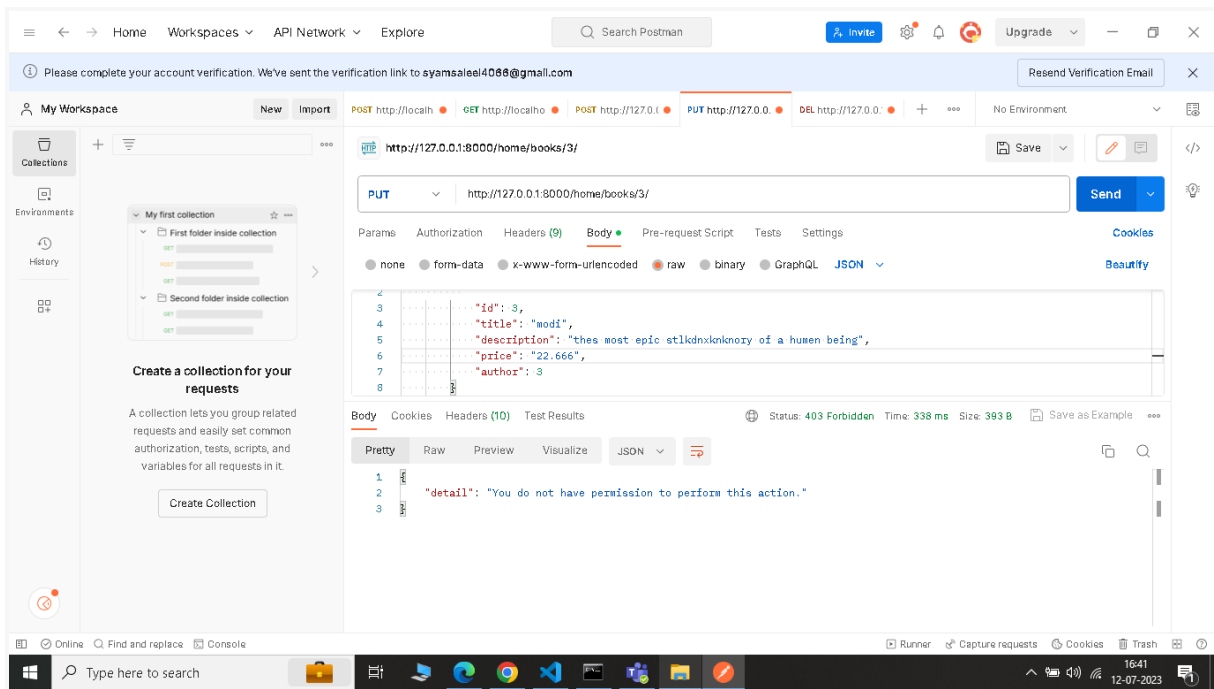 Home Workspaces API Network Explore Search Postman Invite Upgrade
Please complete your account verification. We've sent the verification link to syamsaleel4066@gmail.com Resend Verification Email
My Workspace New Import POST http://localh GET http://localho POST http://127.0.( PUT http://127.0.0. DEL http://127.0.0.' No Environment
Collections
http://127.0.0.1:8000/home/books/3/ Save
PUT http://127.0.0.1:8000/home/books/3/ Send
Environments
My first collection
First folder inside collection
GET
POST
GET
Second folder inside collection
GET
GET
History
Params Authorization Headers (9) Body Pre-request Script Tests Settings Cookies
none form-data x-www-form-urlencoded raw binary GraphQL JSON Beautify
2
3 "id": 3,
4 "title": "modi",
5 "description": "thes most epic stlkdnxknknory of a humen being",
6 "price": "22.666",
7 "author": 3
8 }
Create a collection for your
requests
A collection lets you group related
requests and easily set common
authorization, tests, scripts, and
variables for all requests in it.
Create Collection
Body Cookies Headers (10) Test Results Status: 403 Forbidden Time: 338 ms Size: 393 B Save as Example
Pretty Raw Preview Visualize JSON
1 {
2 "detail": "You do not have permission to perform this action."
3 }
Online Find and replace Console Runner Capture requests Cookies Trash
Type here to search 16:41
12-07-2023
1